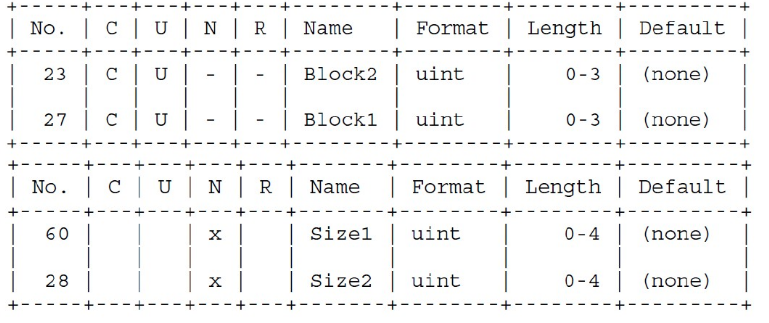 +-----+---+---+---+---+--------+--------+--------+---------+
| No. | C | U | N | R | Name   | Format | Length | Default |
+-----+---+---+---+---+--------+--------+--------+---------+
|  23 | C | U | - | - | Block2 | uint   |    0-3 | (none)  |
|     |   |   |   |   |        |        |        |         |
|  27 | C | U | - | - | Block1 | uint   |    0-3 | (none)  |
+-----+---+---+---+---+--------+--------+--------+---------+
+-----+---+---+---+---+-------+--------+--------+---------+
| No. | C | U | N | R | Name  | Format | Length | Default |
+-----+---+---+---+---+-------+--------+--------+---------+
|  60 |   |   | x |   | Size1 | uint   |    0-4 | (none)  |
|     |   |   |   |   |       |        |        |         |
|  28 |   |   | x |   | Size2 | uint   |    0-4 | (none)  |
+-----+---+---+---+---+-------+--------+--------+---------+